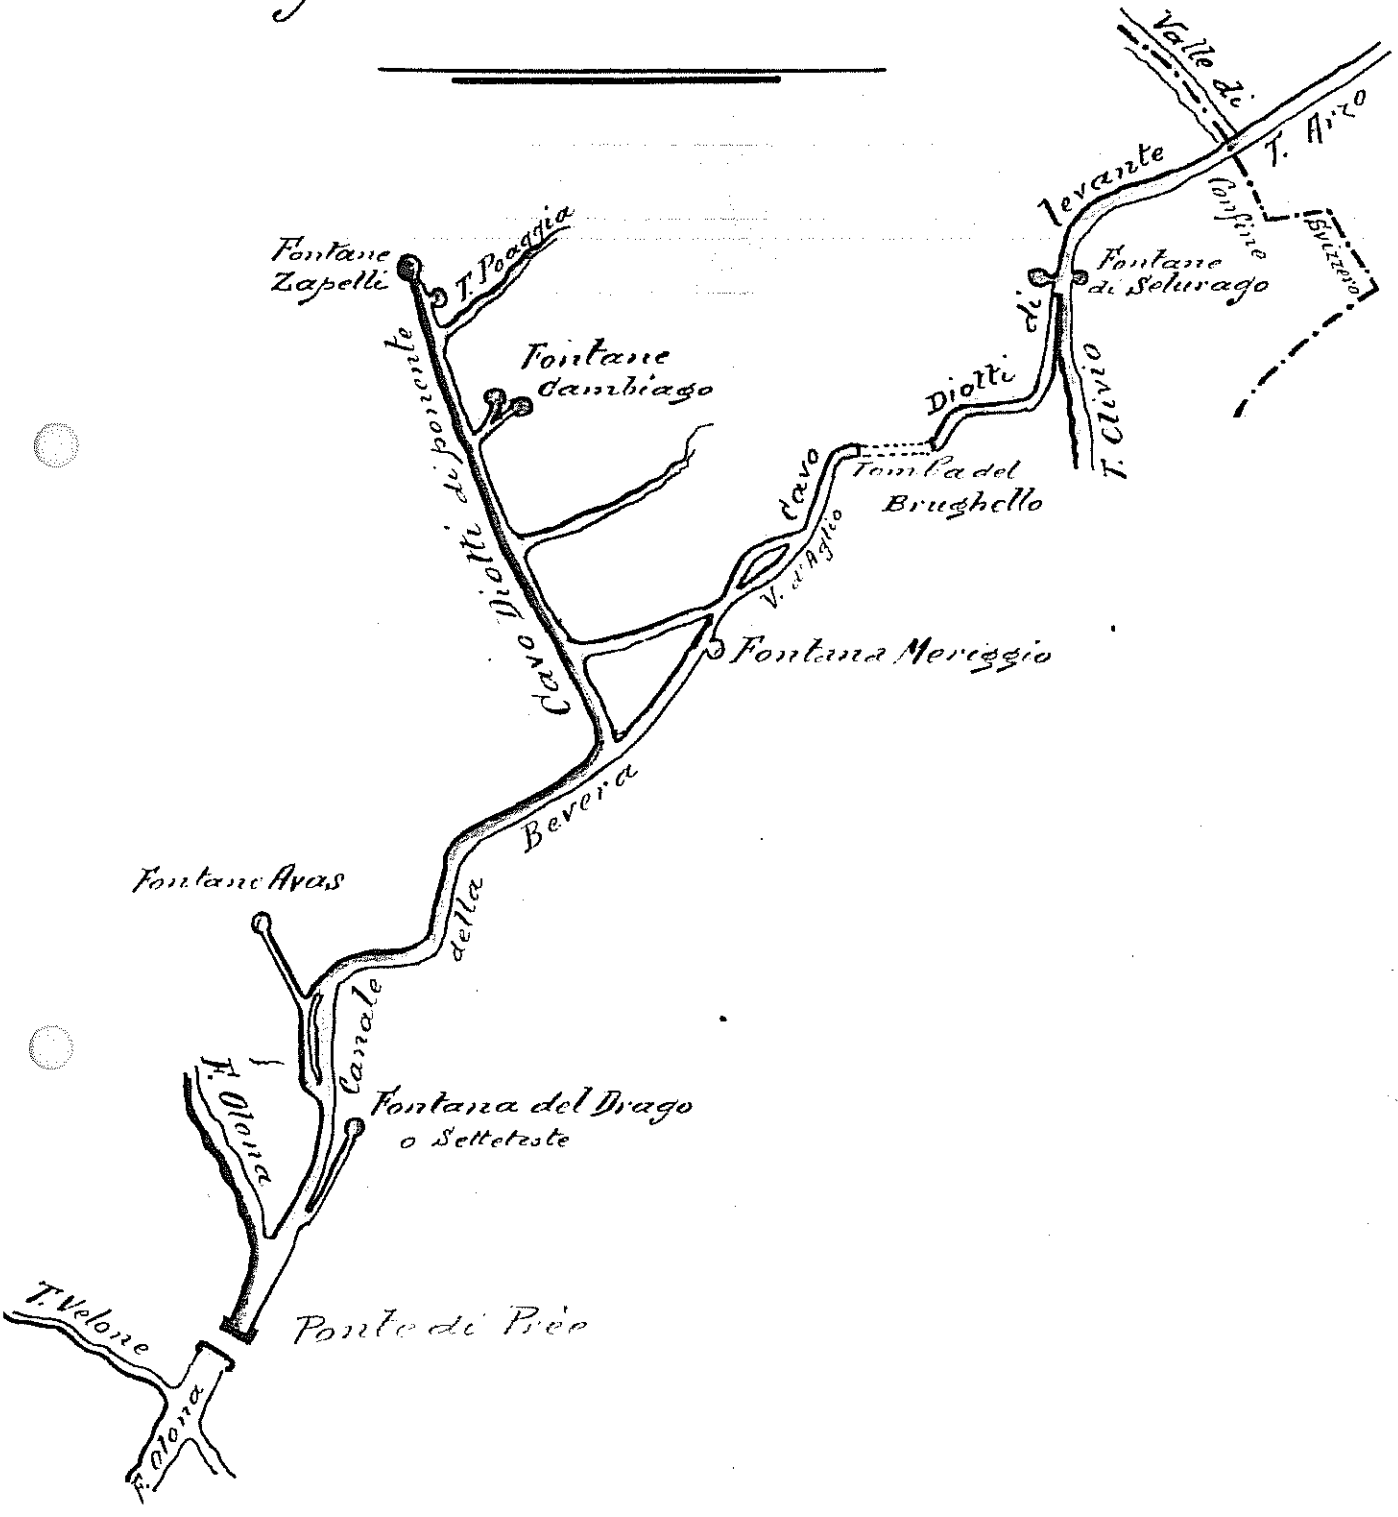 Valle di
T. Arzo
Confine
Svizzero
levante
di
Diotti
Cavo
Fontane
di Selurago
T. Clivio
T. Poaggia
Fontane
Zapelli
Fontane
Cambiago
Cavo Diotti di ponente
Tomba del
Brughello
V. d'Aglio
Fontana Meriggio
Bevera
della
Canale
Fontane Avas
F. Olona
Fontana del Drago
o Setteteste
T. Velone
Ponte di Prèe
F. Olona